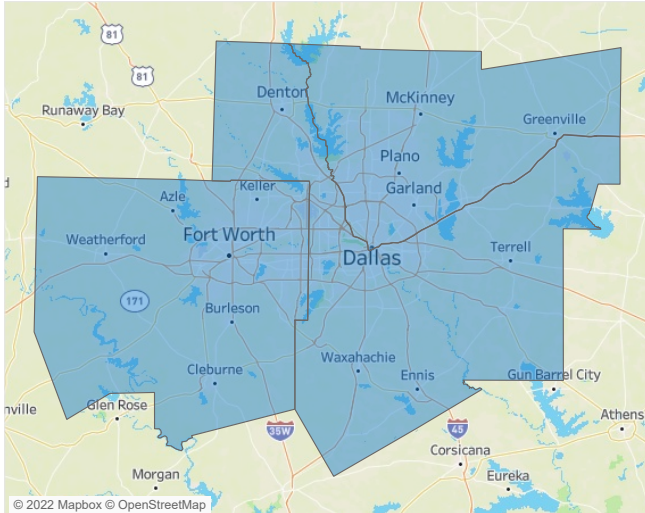 81
81
Runaway Bay
Denton
McKinney
Greenville
Plano
Garland
Keller
Azle
Weatherford
Fort Worth
Dallas
Terrell
171
Burleson
Waxahachie
Cleburne
Ennis
Gun Barrel City
nville
Glen Rose
Athens
35W
45
Corsicana
Morgan
Eureka
© 2022 Mapbox © OpenStreetMap